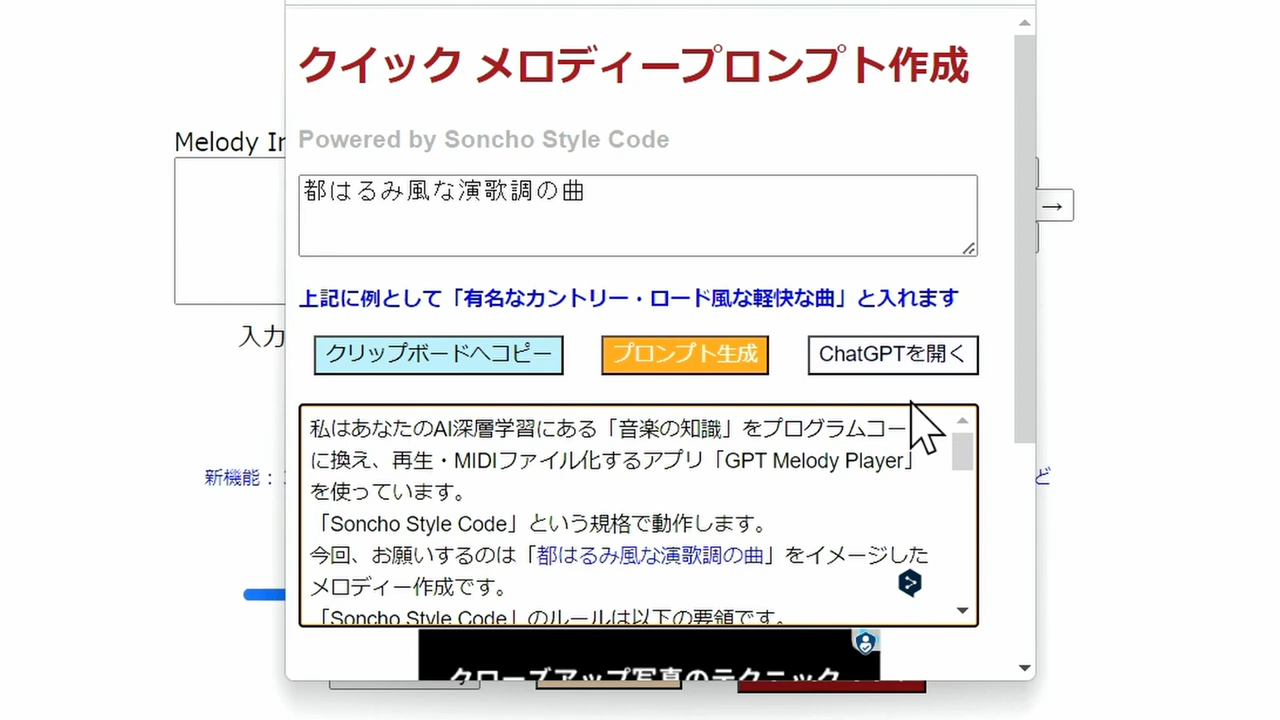 クイック メロディープロンプト作成
Powered by Soncho Style Code
Melody
都はるみ風な演歌調の曲
→
上記に例として「有名なカントリー・ロード風な軽快な曲」と入れます
入力
クリップボードへコピー
プロンプト生成
ChatGPTを開く
私はあなたのAI深層学習にある「音楽の知識」をプログラムコー
に換え、再生・MIDIファイル化するアプリ「GPT Melody Player」
を使っています。
「Soncho Style Code」という規格で動作します。
今回、お願いするのは「都はるみ風な演歌調の曲」をイメージした
メロディー作成です。
「Soncho Style Code」のルールは以下の要領です。
新機能：
ど
クローズアップ写真のテクニック